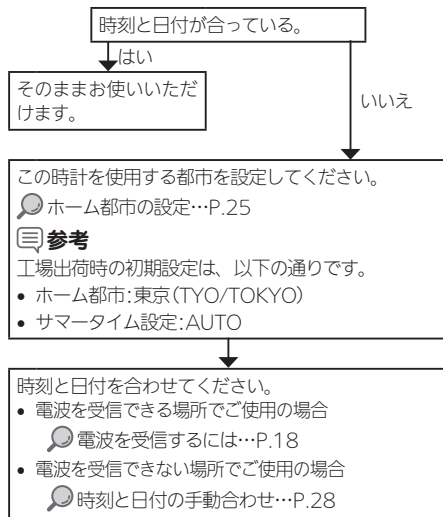 時刻と日付が合っている。
はい
そのままお使いいただ
けます。
いいえ
この時計を使用する都市を設定してください。
ホーム都市の設定…P.25
参考
工場出荷時の初期設定は、以下の通りです。
• ホーム都市:東京(TYO/TOKYO)
• サマータイム設定:AUTO
時刻と日付を合わせてください。
• 電波を受信できる場所でご使用の場合
電波を受信するには…P.18
• 電波を受信できない場所でご使用の場合
時刻と日付の手動合わせ…P.28